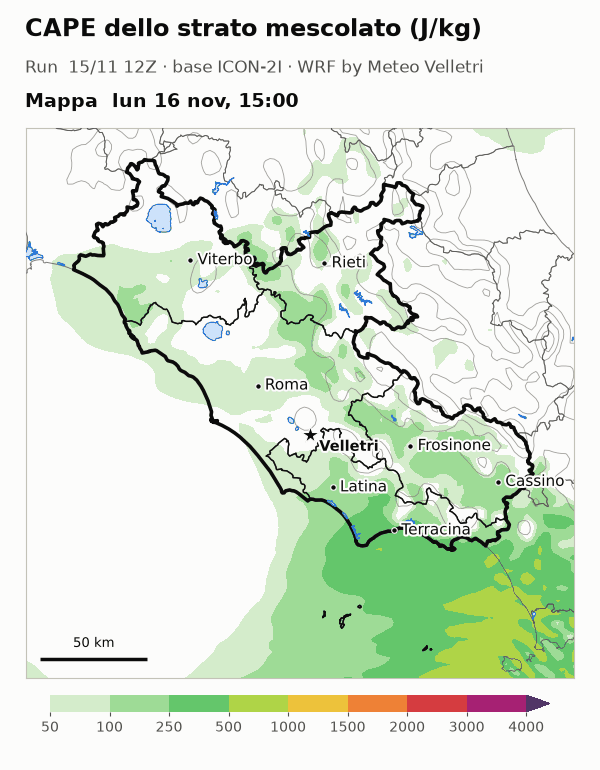 CAPE dello strato mescolato (J/kg)
Run  15/11 12Z · base ICON-2I · WRF by Meteo Velletri
Mappa  lun 16 nov, 15:00
Viterbo
Rieti
Roma
Velletri
Frosinone
Latina
Cassino
Terracina
50 km
50 100 250 500 1000 1500 2000 3000 4000